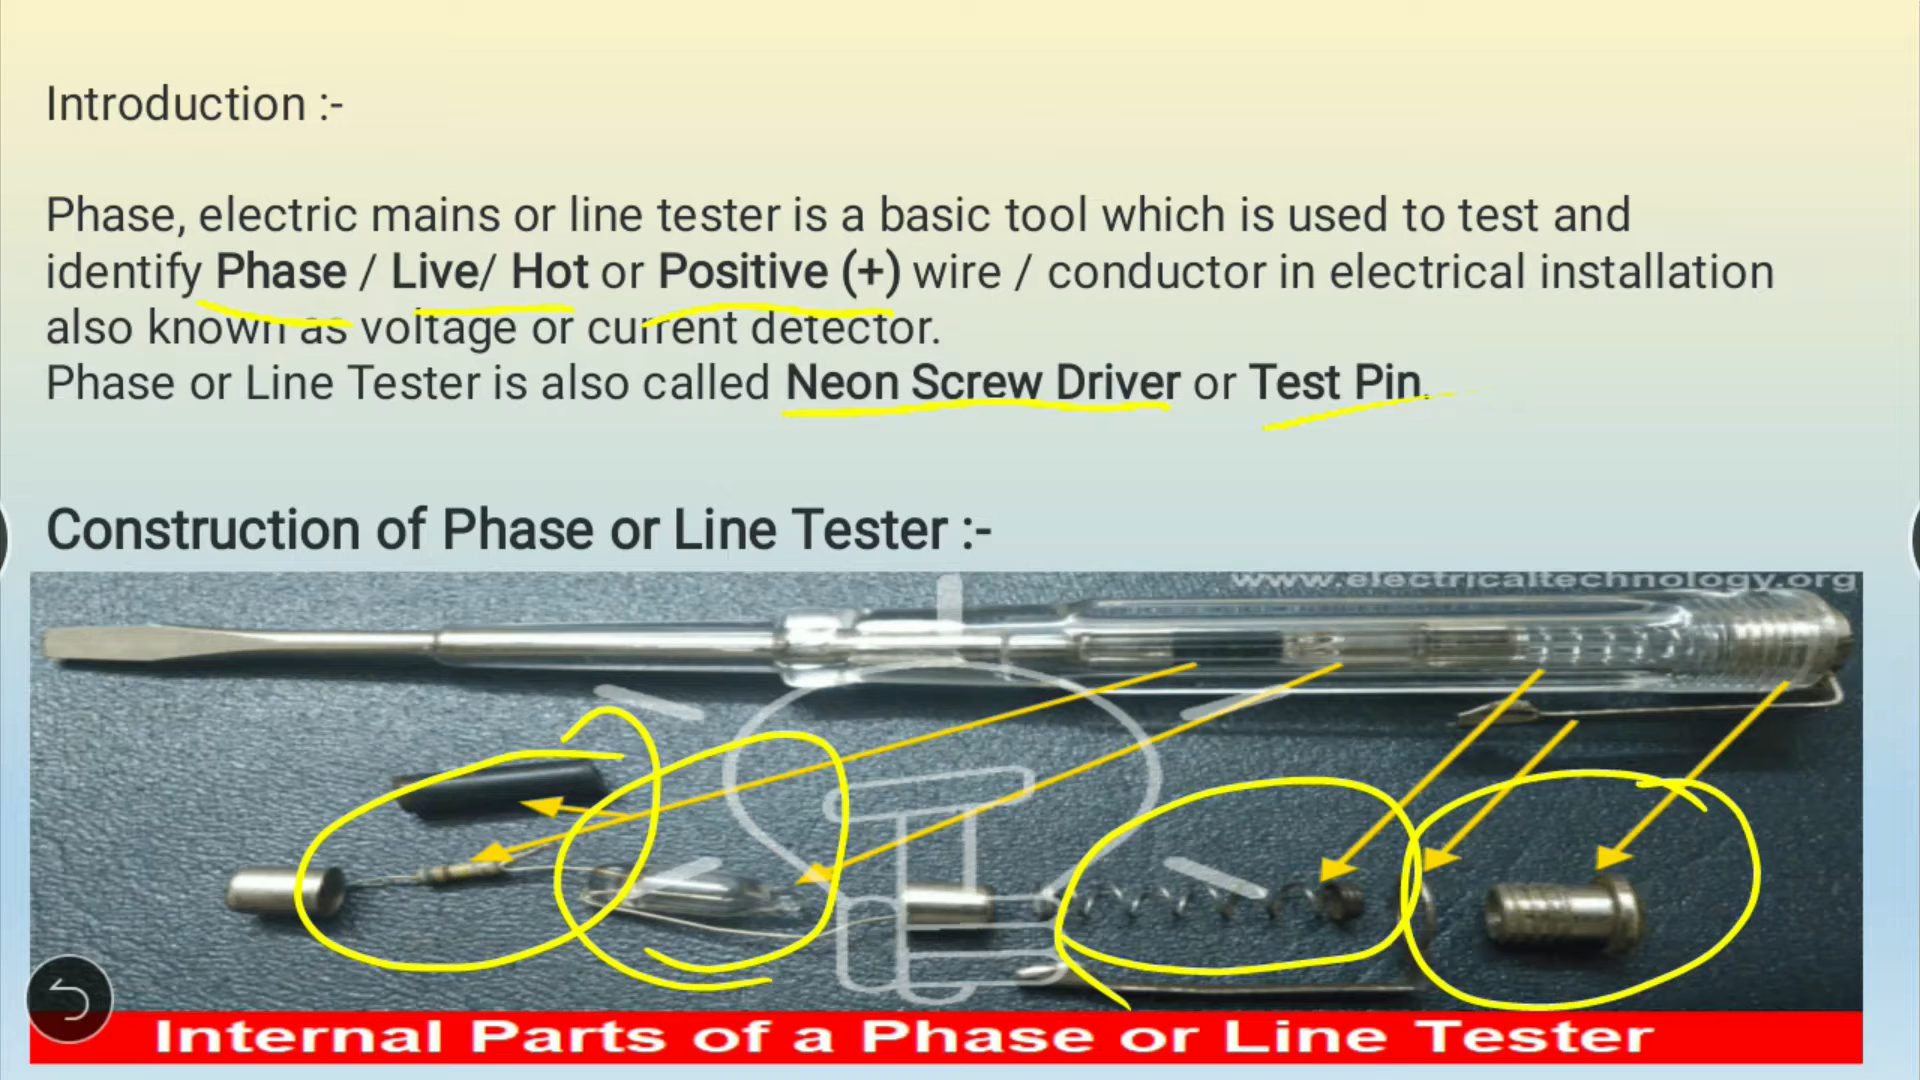 Introduction :-
Phase, electric mains or line tester is a basic tool which is used to test and
identify Phase / Live/ Hot or Positive (+) wire / conductor in electrical installation
also known as voltage or current detector.
Phase or Line Tester is also called Neon Screw Driver or Test Pin.
Construction of Phase or Line Tester :-
www.electricaltechnology.org
Internal Parts of a Phase or Line Tester